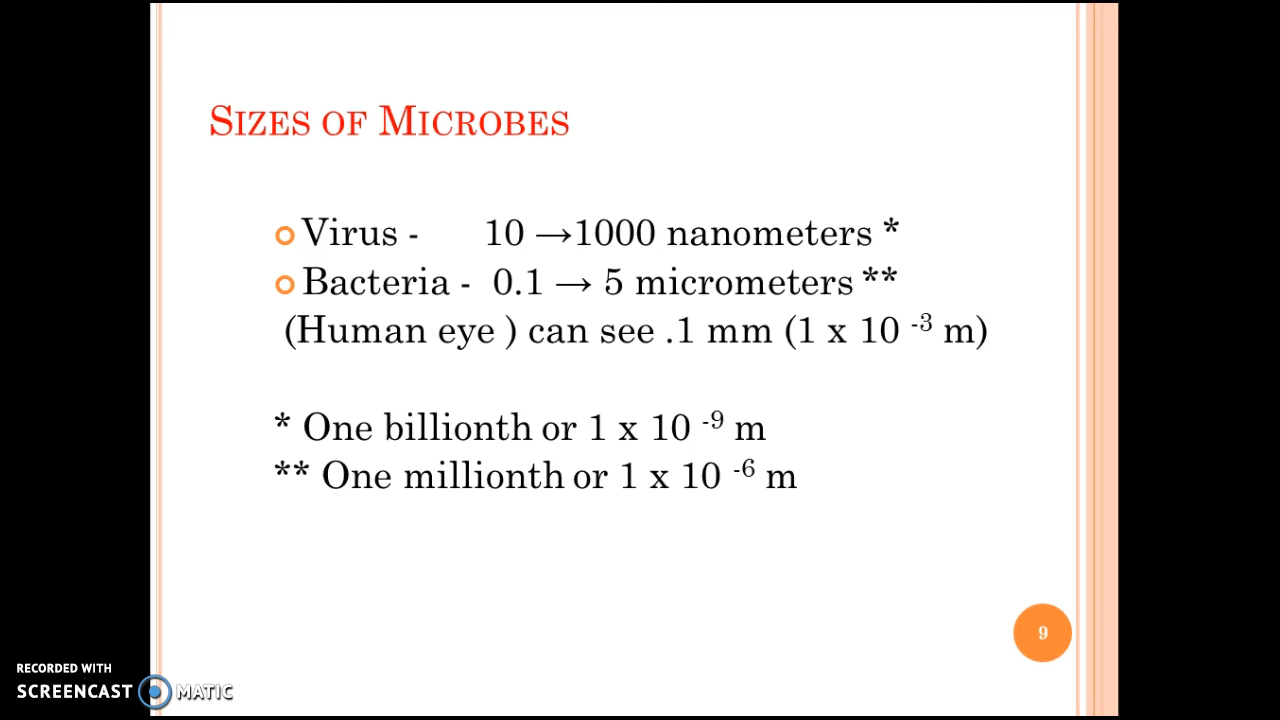 SIZES OF MICROBES
Virus - 10 →1000 nanometers *
Bacteria - 0.1 → 5 micrometers **
(Human eye ) can see .1 mm (1 x 10 -3 m)
* One billionth or 1 x 10 -9 m
** One millionth or 1 x 10 -6 m
9
RECORDED WITH
SCREENCAST MATIC